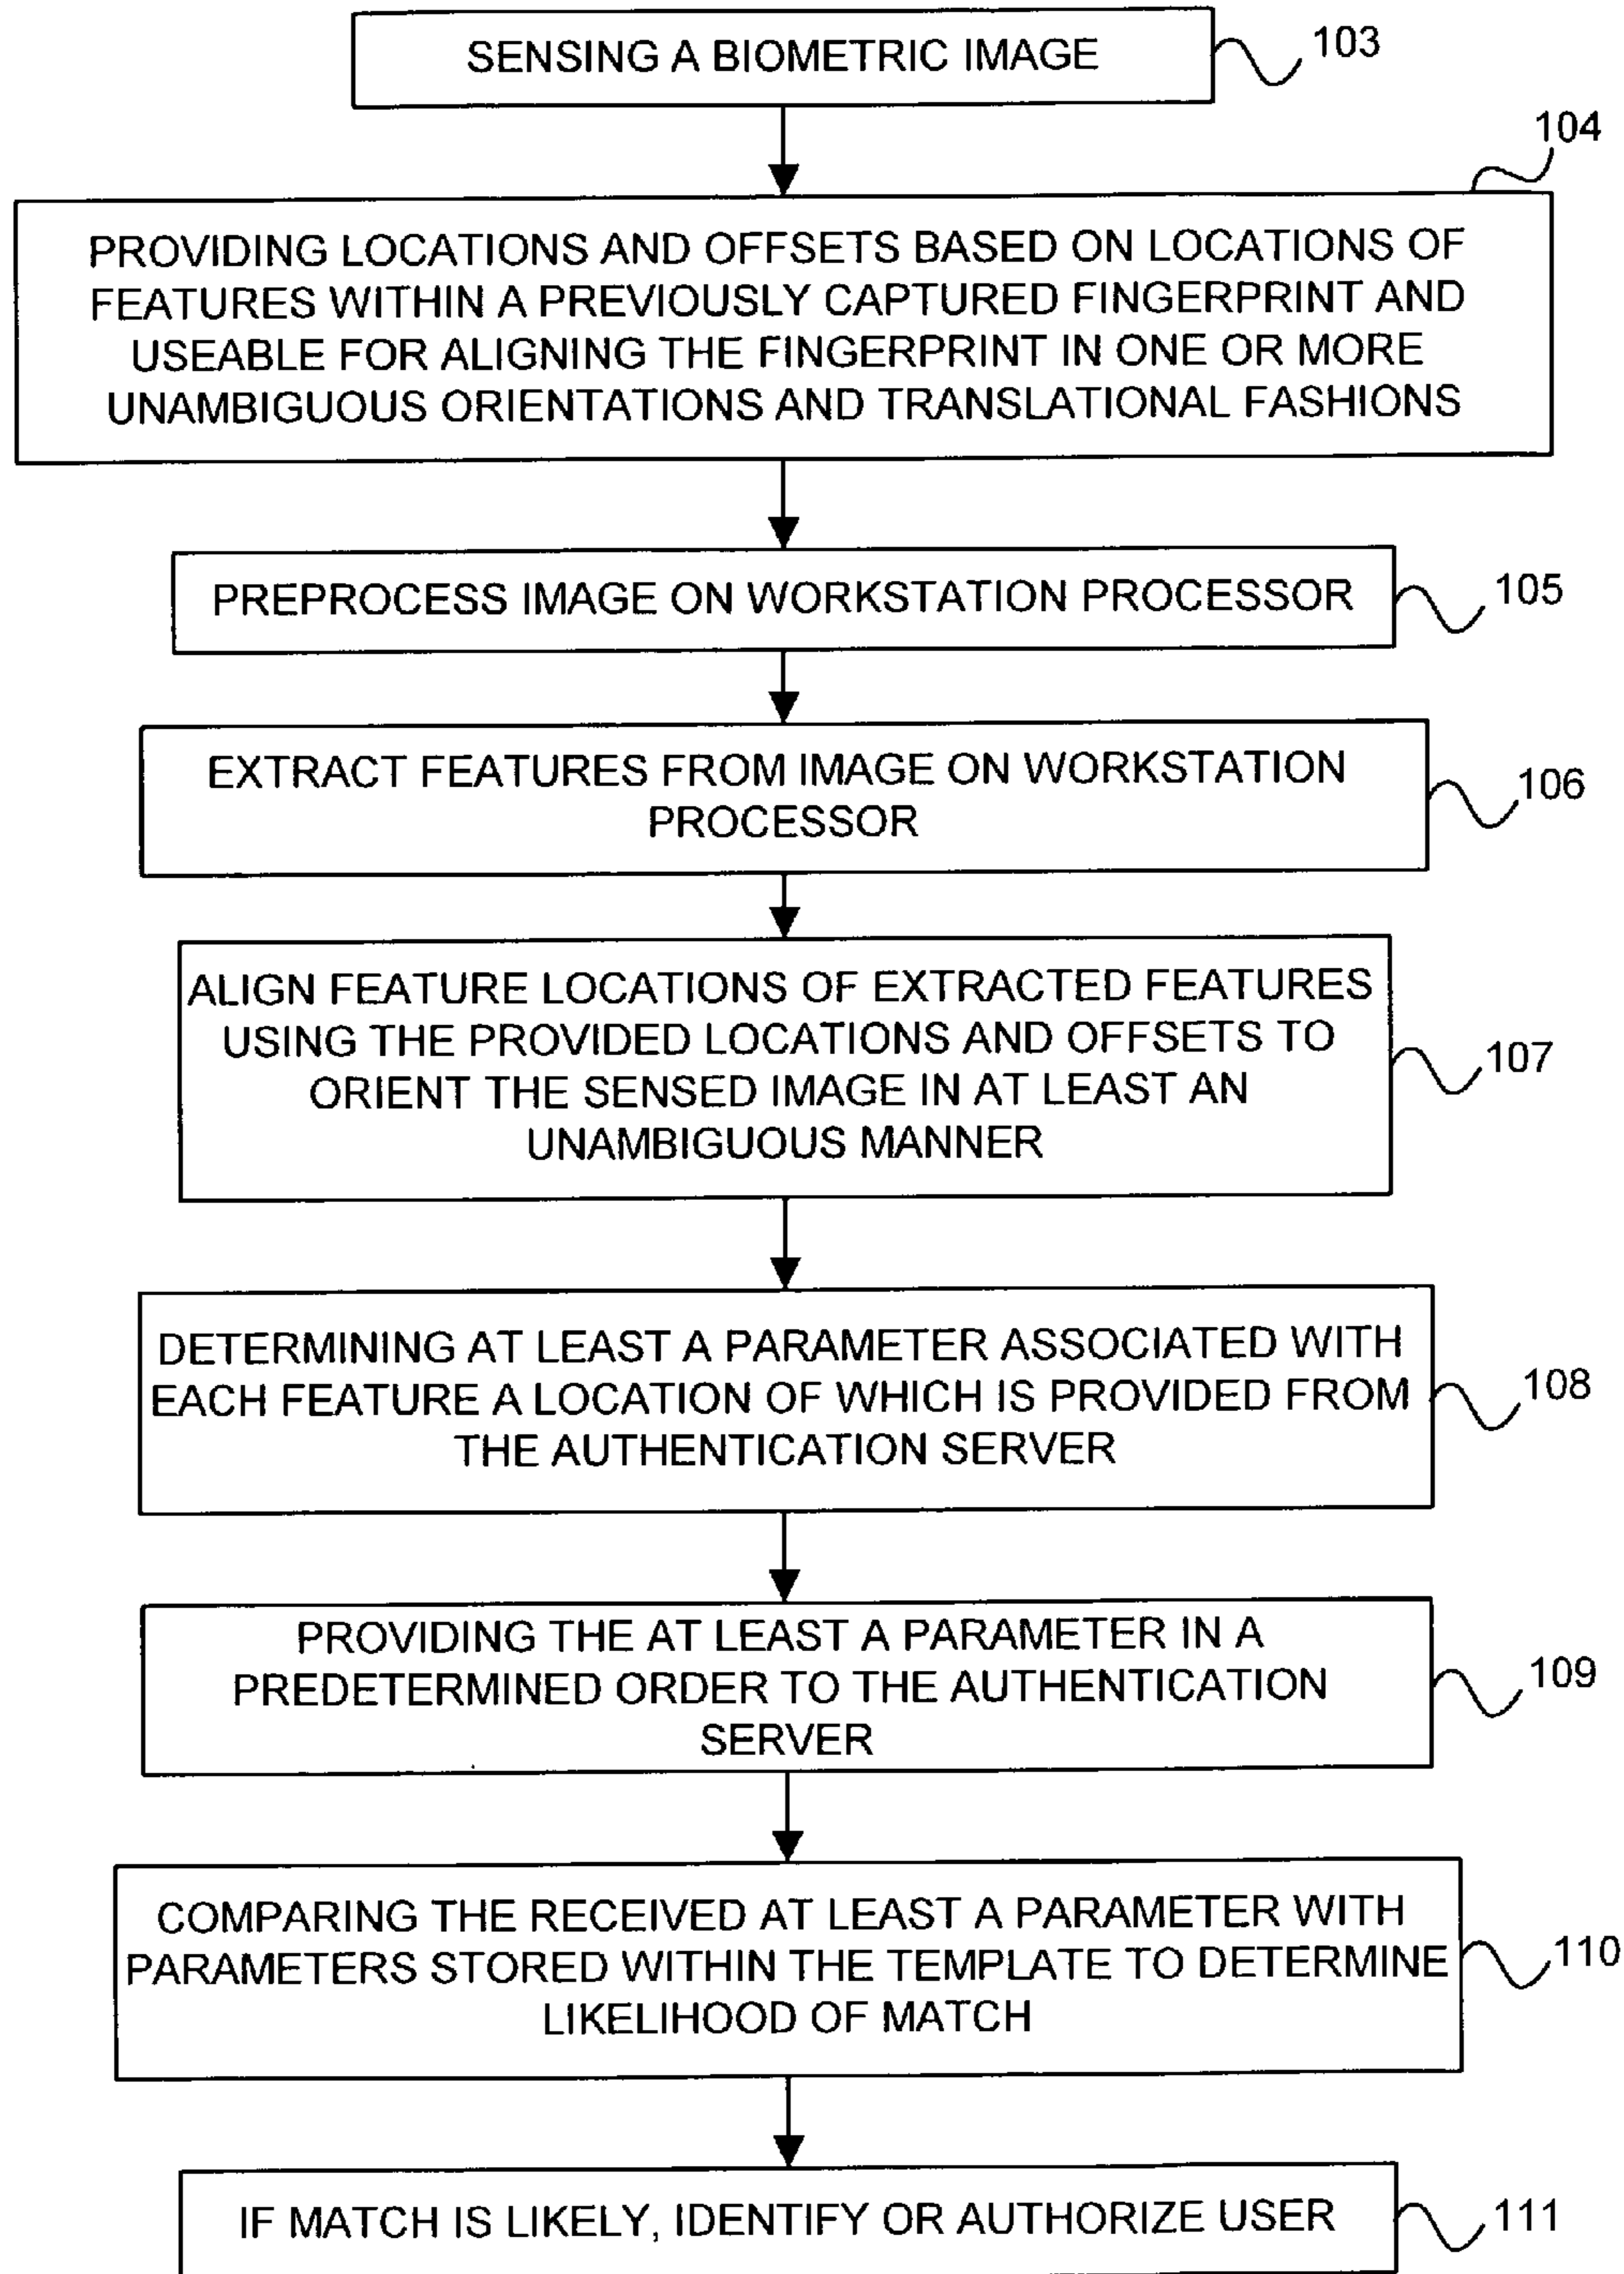 SENSING A BIOMETRIC IMAGE
103
104
PROVIDING LOCATIONS AND OFFSETS BASED ON LOCATIONS OF
FEATURES WITHIN A PREVIOUSLY CAPTURED FINGERPRINT AND
USEABLE FOR ALIGNING THE FINGERPRINT IN ONE OR MORE
UNAMBIGUOUS ORIENTATIONS AND TRANSLATIONAL FASHIONS
PREPROCESS IMAGE ON WORKSTATION PROCESSOR
105
EXTRACT FEATURES FROM IMAGE ON WORKSTATION
PROCESSOR
106
ALIGN FEATURE LOCATIONS OF EXTRACTED FEATURES
USING THE PROVIDED LOCATIONS AND OFFSETS TO
ORIENT THE SENSED IMAGE IN AT LEAST AN
UNAMBIGUOUS MANNER
107
DETERMINING AT LEAST A PARAMETER ASSOCIATED WITH
EACH FEATURE A LOCATION OF WHICH IS PROVIDED FROM
THE AUTHENTICATION SERVER
108
PROVIDING THE AT LEAST A PARAMETER IN A
PREDETERMINED ORDER TO THE AUTHENTICATION
SERVER
109
COMPARING THE RECEIVED AT LEAST A PARAMETER WITH
PARAMETERS STORED WITHIN THE TEMPLATE TO DETERMINE
LIKELIHOOD OF MATCH
110
IF MATCH IS LIKELY, IDENTIFY OR AUTHORIZE USER
111